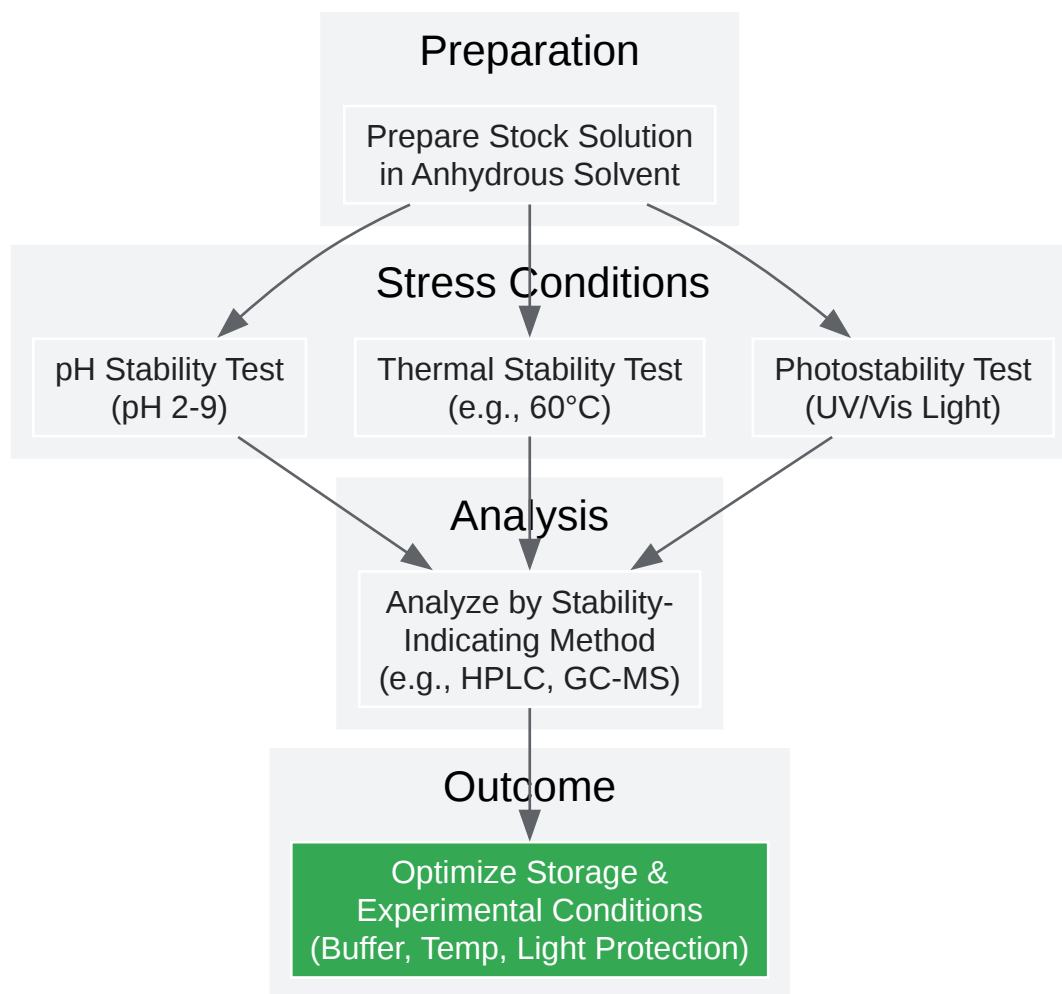 Preparation
Prepare Stock Solution
in Anhydrous Solvent
Stress Conditions
pH Stability Test
(pH 2-9)
Thermal Stability Test
(e.g., 60°C)
Photostability Test
(UV/Vis Light)
Analysis
Analyze by Stability-
Indicating Method
(e.g., HPLC, GC-MS)
Outcome
Optimize Storage &
Experimental Conditions
(Buffer, Temp, Light Protection)